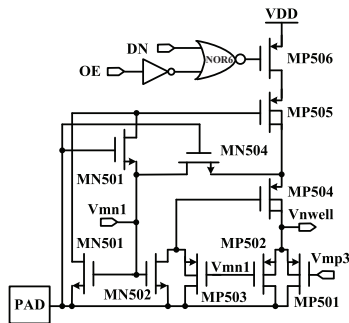 VDD
DN
OE
NOR6
MP506
MP505
MN501
MN504
MP504
Vmn1
Vnwell
MN501
MP502
Vmn1
Vmp3
MN502
MP503
MP501
PAD